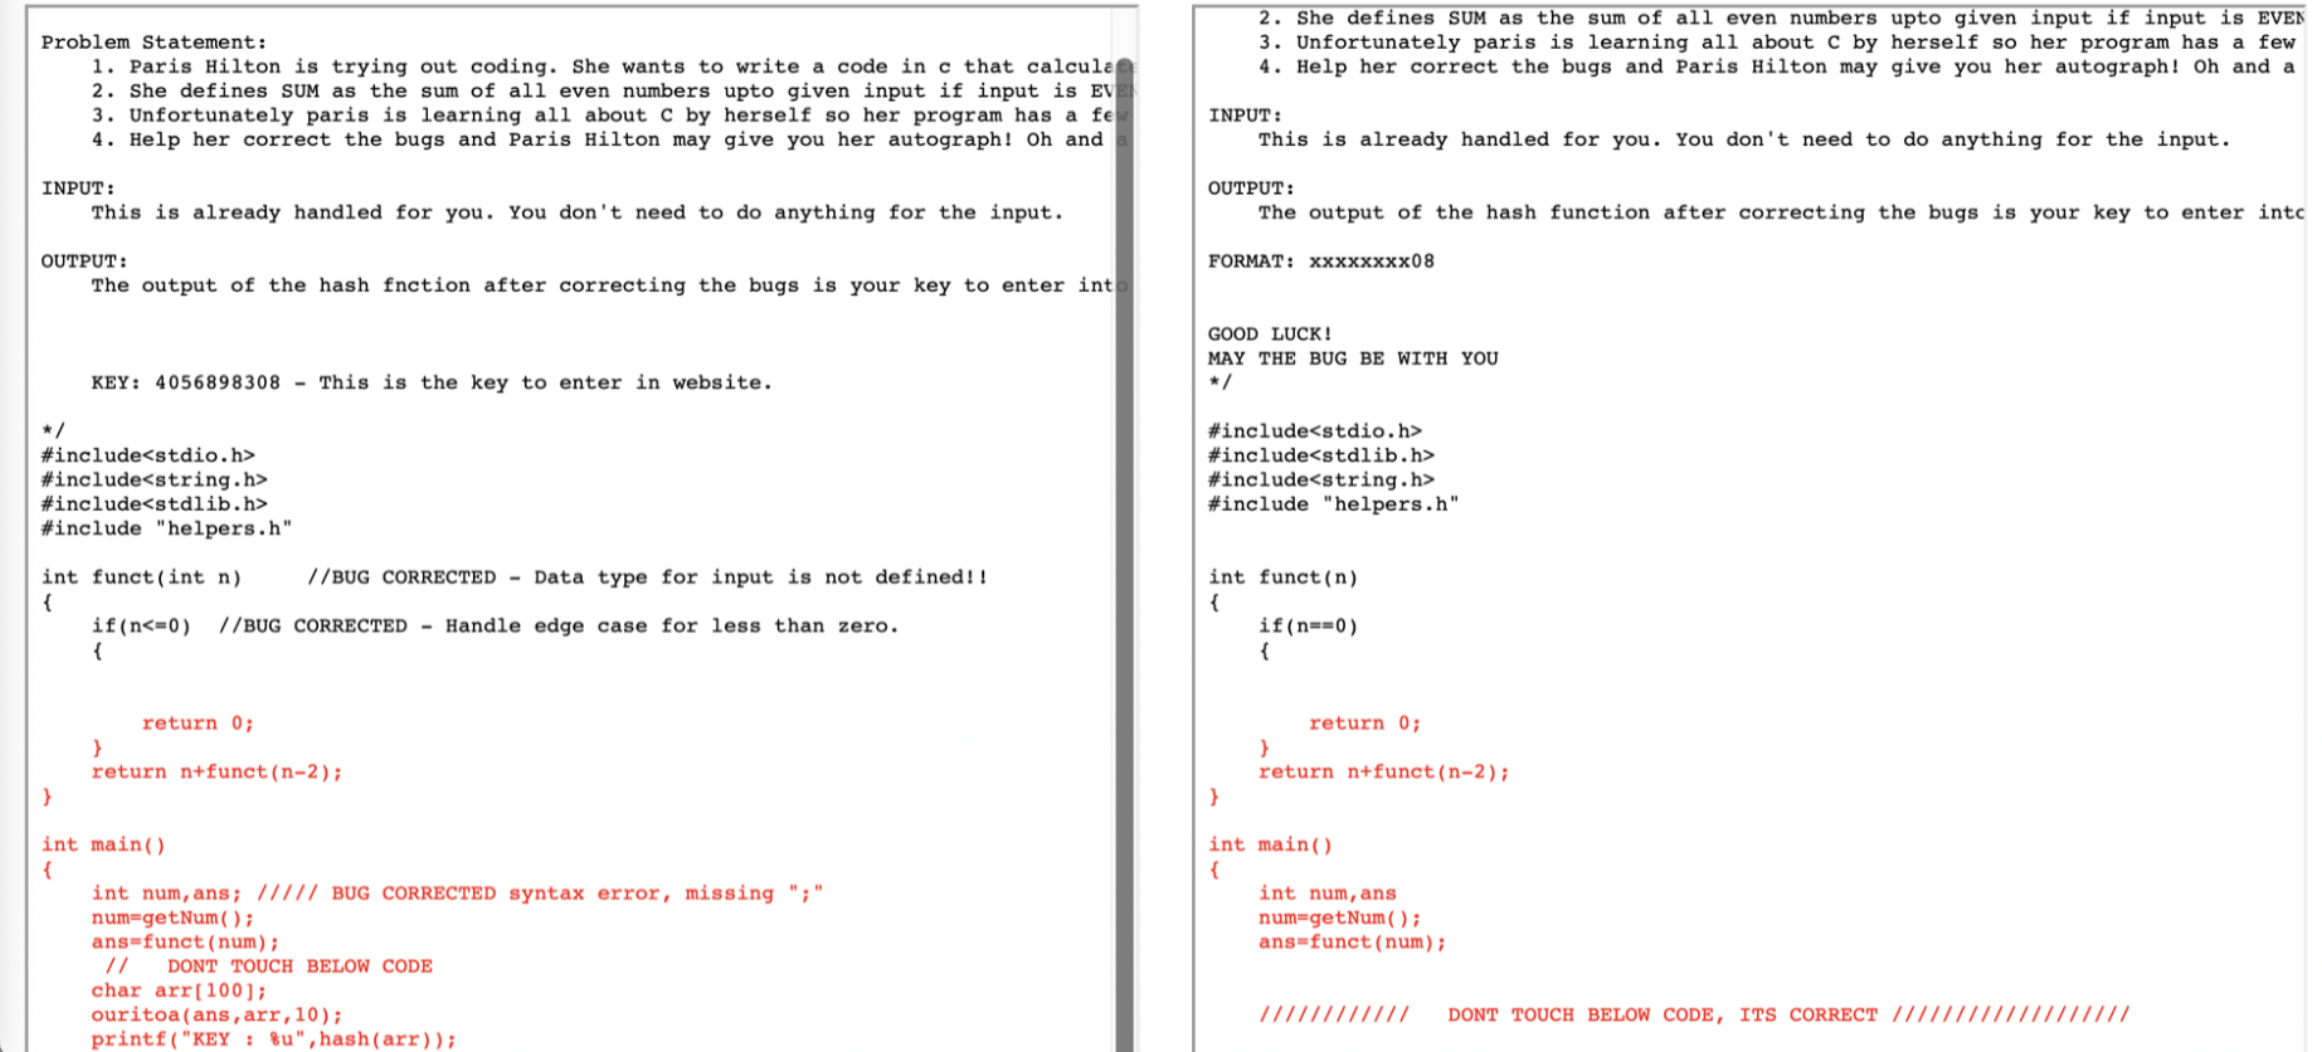 Problem Statement:
1. Paris Hilton is trying out coding. She wants to write a code in c that calculate
2. She defines SUM as the sum of all even numbers upto given input if input is EVEN
3. Unfortunately paris is learning all about C by herself so her program has a few
4. Help her correct the bugs and Paris Hilton may give you her autograph! Oh and a
INPUT:
This is already handled for you. You don't need to do anything for the input.
OUTPUT:
The output of the hash fnction after correcting the bugs is your key to enter into
KEY: 4056898308 - This is the key to enter in website.
*/
#include<stdio.h>
#include<string.h>
#include<stdlib.h>
#include "helpers.h"
int funct(int n) //BUG CORRECTED - Data type for input is not defined!!
{
if(n<=0) //BUG CORRECTED - Handle edge case for less than zero.
{
return 0;
}
return n+funct(n-2);
}
int main()
{
int num,ans; ///// BUG CORRECTED syntax error, missing ";"
num=getNum();
ans=funct(num);
// DONT TOUCH BELOW CODE
char arr[100];
ouritoa(ans,arr,10);
printf("KEY : %u",hash(arr));
2. She defines SUM as the sum of all even numbers upto given input if input is EVEN
3. Unfortunately paris is learning all about C by herself so her program has a few
4. Help her correct the bugs and Paris Hilton may give you her autograph! Oh and a
INPUT:
This is already handled for you. You don't need to do anything for the input.
OUTPUT:
The output of the hash function after correcting the bugs is your key to enter into
FORMAT: xxxxxxxx08
GOOD LUCK!
MAY THE BUG BE WITH YOU
*/
#include<stdio.h>
#include<stdlib.h>
#include<string.h>
#include "helpers.h"
int funct(n)
{
if(n==0)
{
return 0;
}
return n+funct(n-2);
}
int main()
{
int num,ans
num=getNum();
ans=funct(num);
//////////// DONT TOUCH BELOW CODE, ITS CORRECT ///////////////////